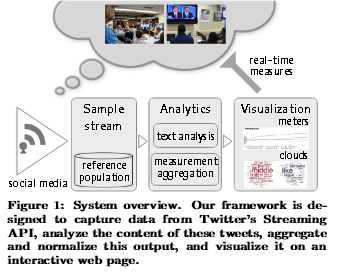 real-time
measures
Sample
stream
Analytics
Visualization
meters
text analysis
clouds
reference
population
measurement
aggregation
middle
like
social media
Figure 1: System overview. Our framework is de-
signed to capture data from Twitter's Streaming
API, analyze the content of these tweets, aggregate
and normalize this output, and visualize it on an
interactive web page.